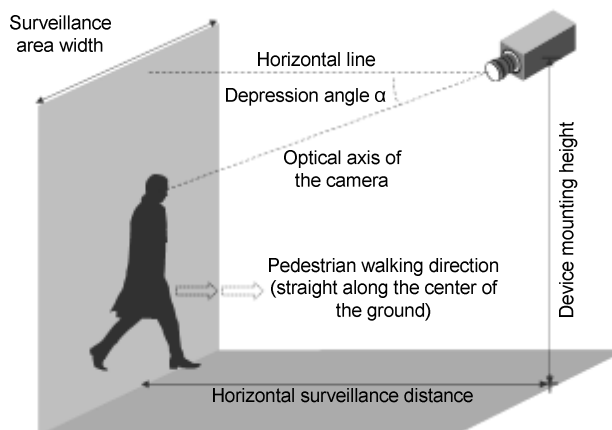 Surveillance
area width
Horizontal line
Depression angle α
Optical axis of
the camera
Device mounting height
Pedestrian walking direction
(straight along the center of
the ground)
Horizontal surveillance distance